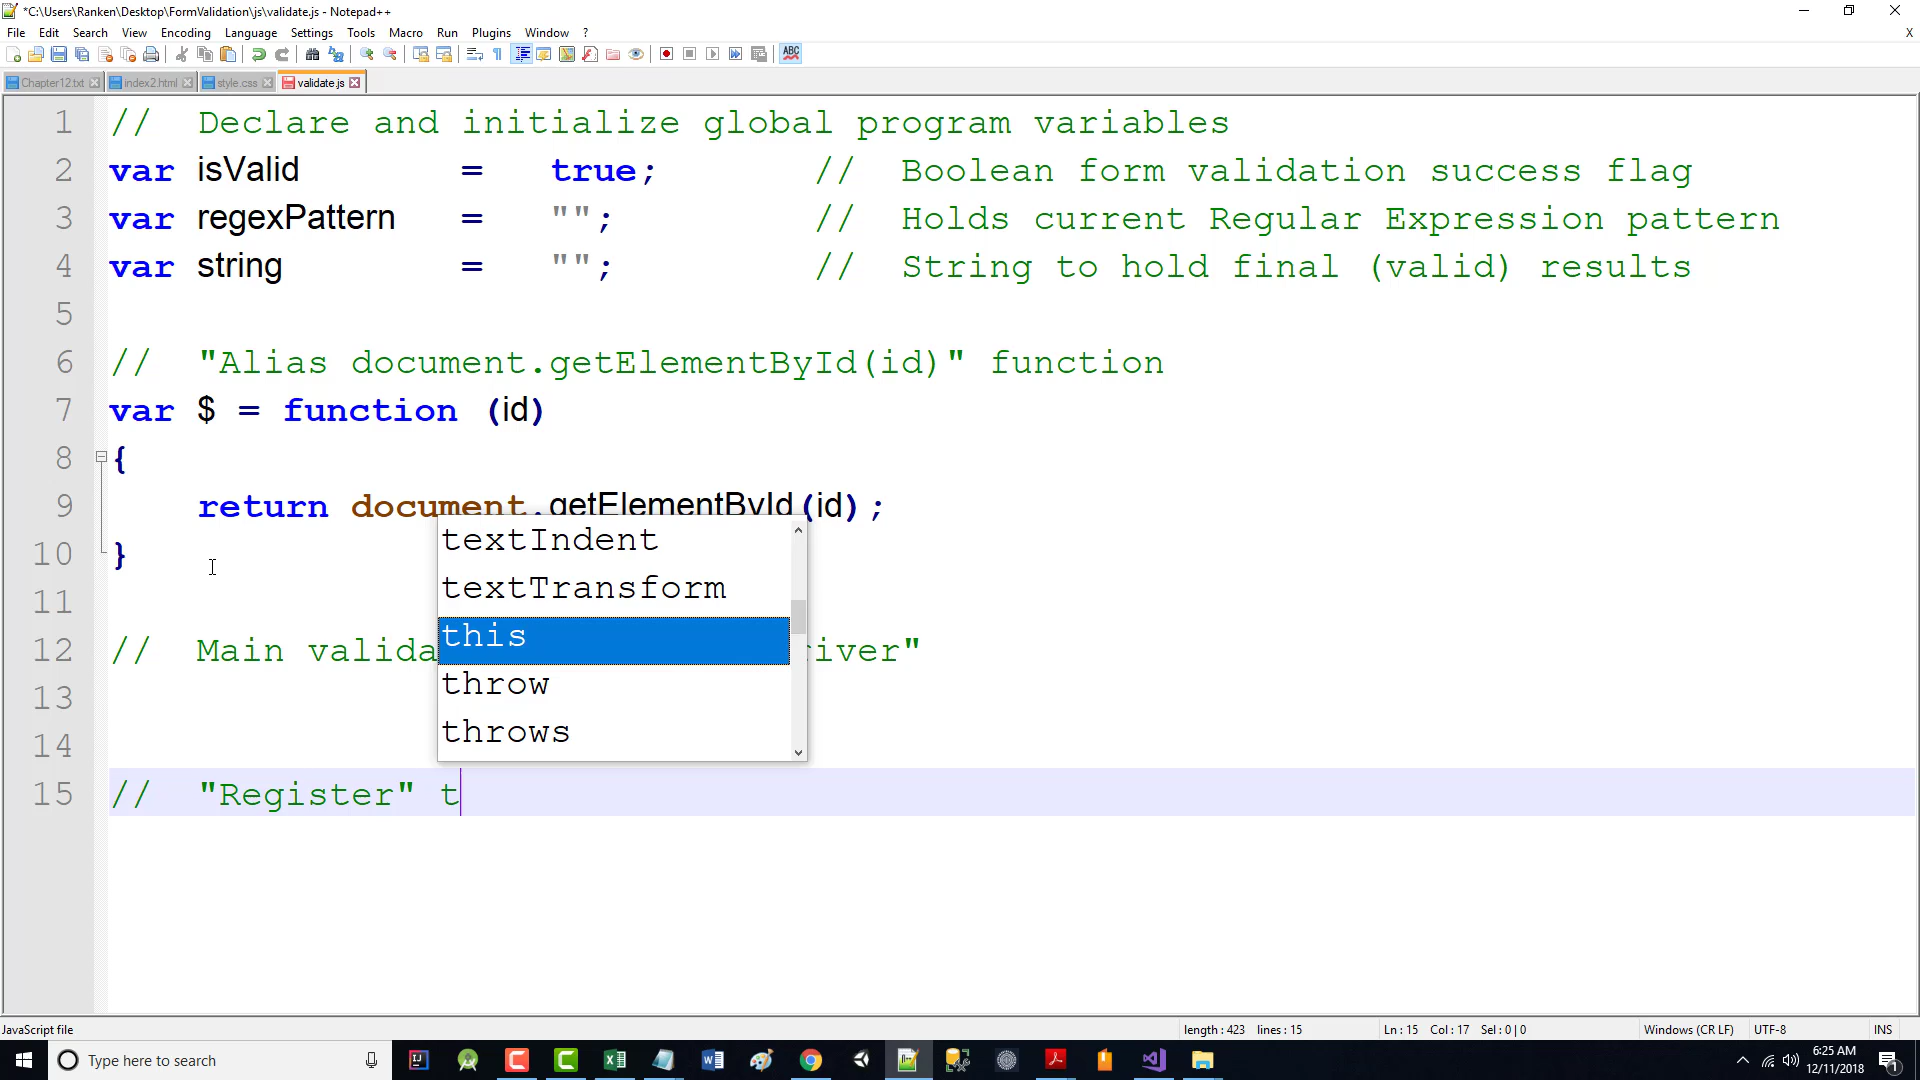 *C:\Users\Ranken\Desktop\FormValidation\js\validate.js - Notepad++
File Edit Search View Encoding Language Settings Tools Macro Run Plugins Window ? X
Chapter12.txt index2.html style.css validate.js
1 // Declare and initialize global program variables
2 var isValid = true; // Boolean form validation success flag
3 var regexPattern = ""; // Holds current Regular Expression pattern
4 var string = ""; // String to hold final (valid) results
5
6 // "Alias document.getElementById(id)" function
7 var $ = function (id)
8 {
9 return document.getElementById(id);
10 }
11
12 // Main valida river"
13
14
15 // "Register" t
textIndent
textTransform
this
throw
throws
JavaScript file length : 423 lines : 15 Ln : 15 Col : 17 Sel : 0 | 0 Windows (CR LF) UTF-8 INS
Type here to search
6:25 AM
12/11/2018
1